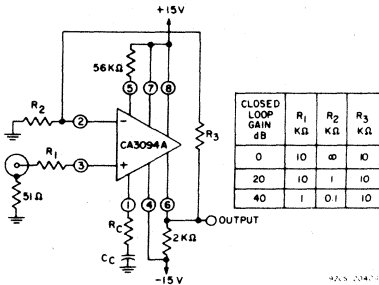 +15V
R2
56KΩ
5
7
8
2
-
CA3094A
R3
R1
3
+
51Ω
1
4
6
OUTPUT
RC
2KΩ
CC
-15V
CLOSED LOOP GAIN dB R1 KΩ R2 KΩ R3 KΩ
0 10 ∞ 10
20 10 1 10
40 1 0.1 10